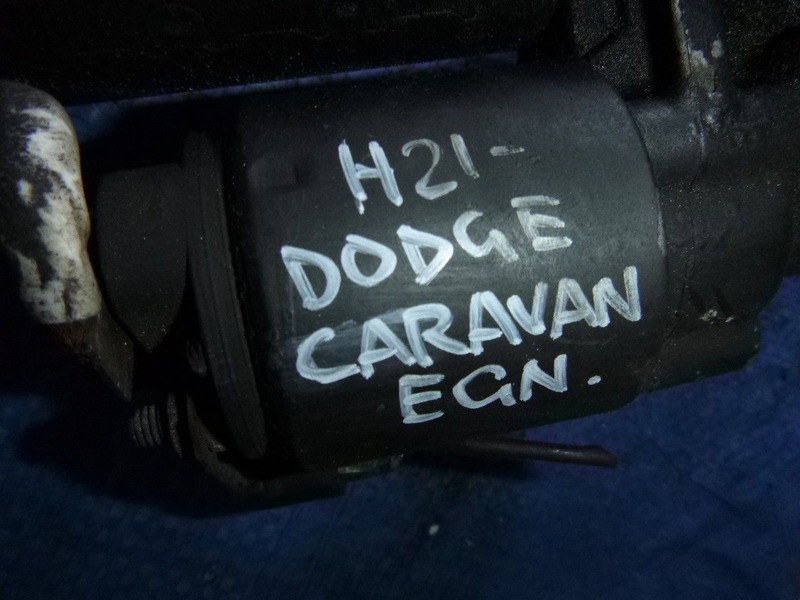 H21-
DODGE
CARAVAN
EGN.